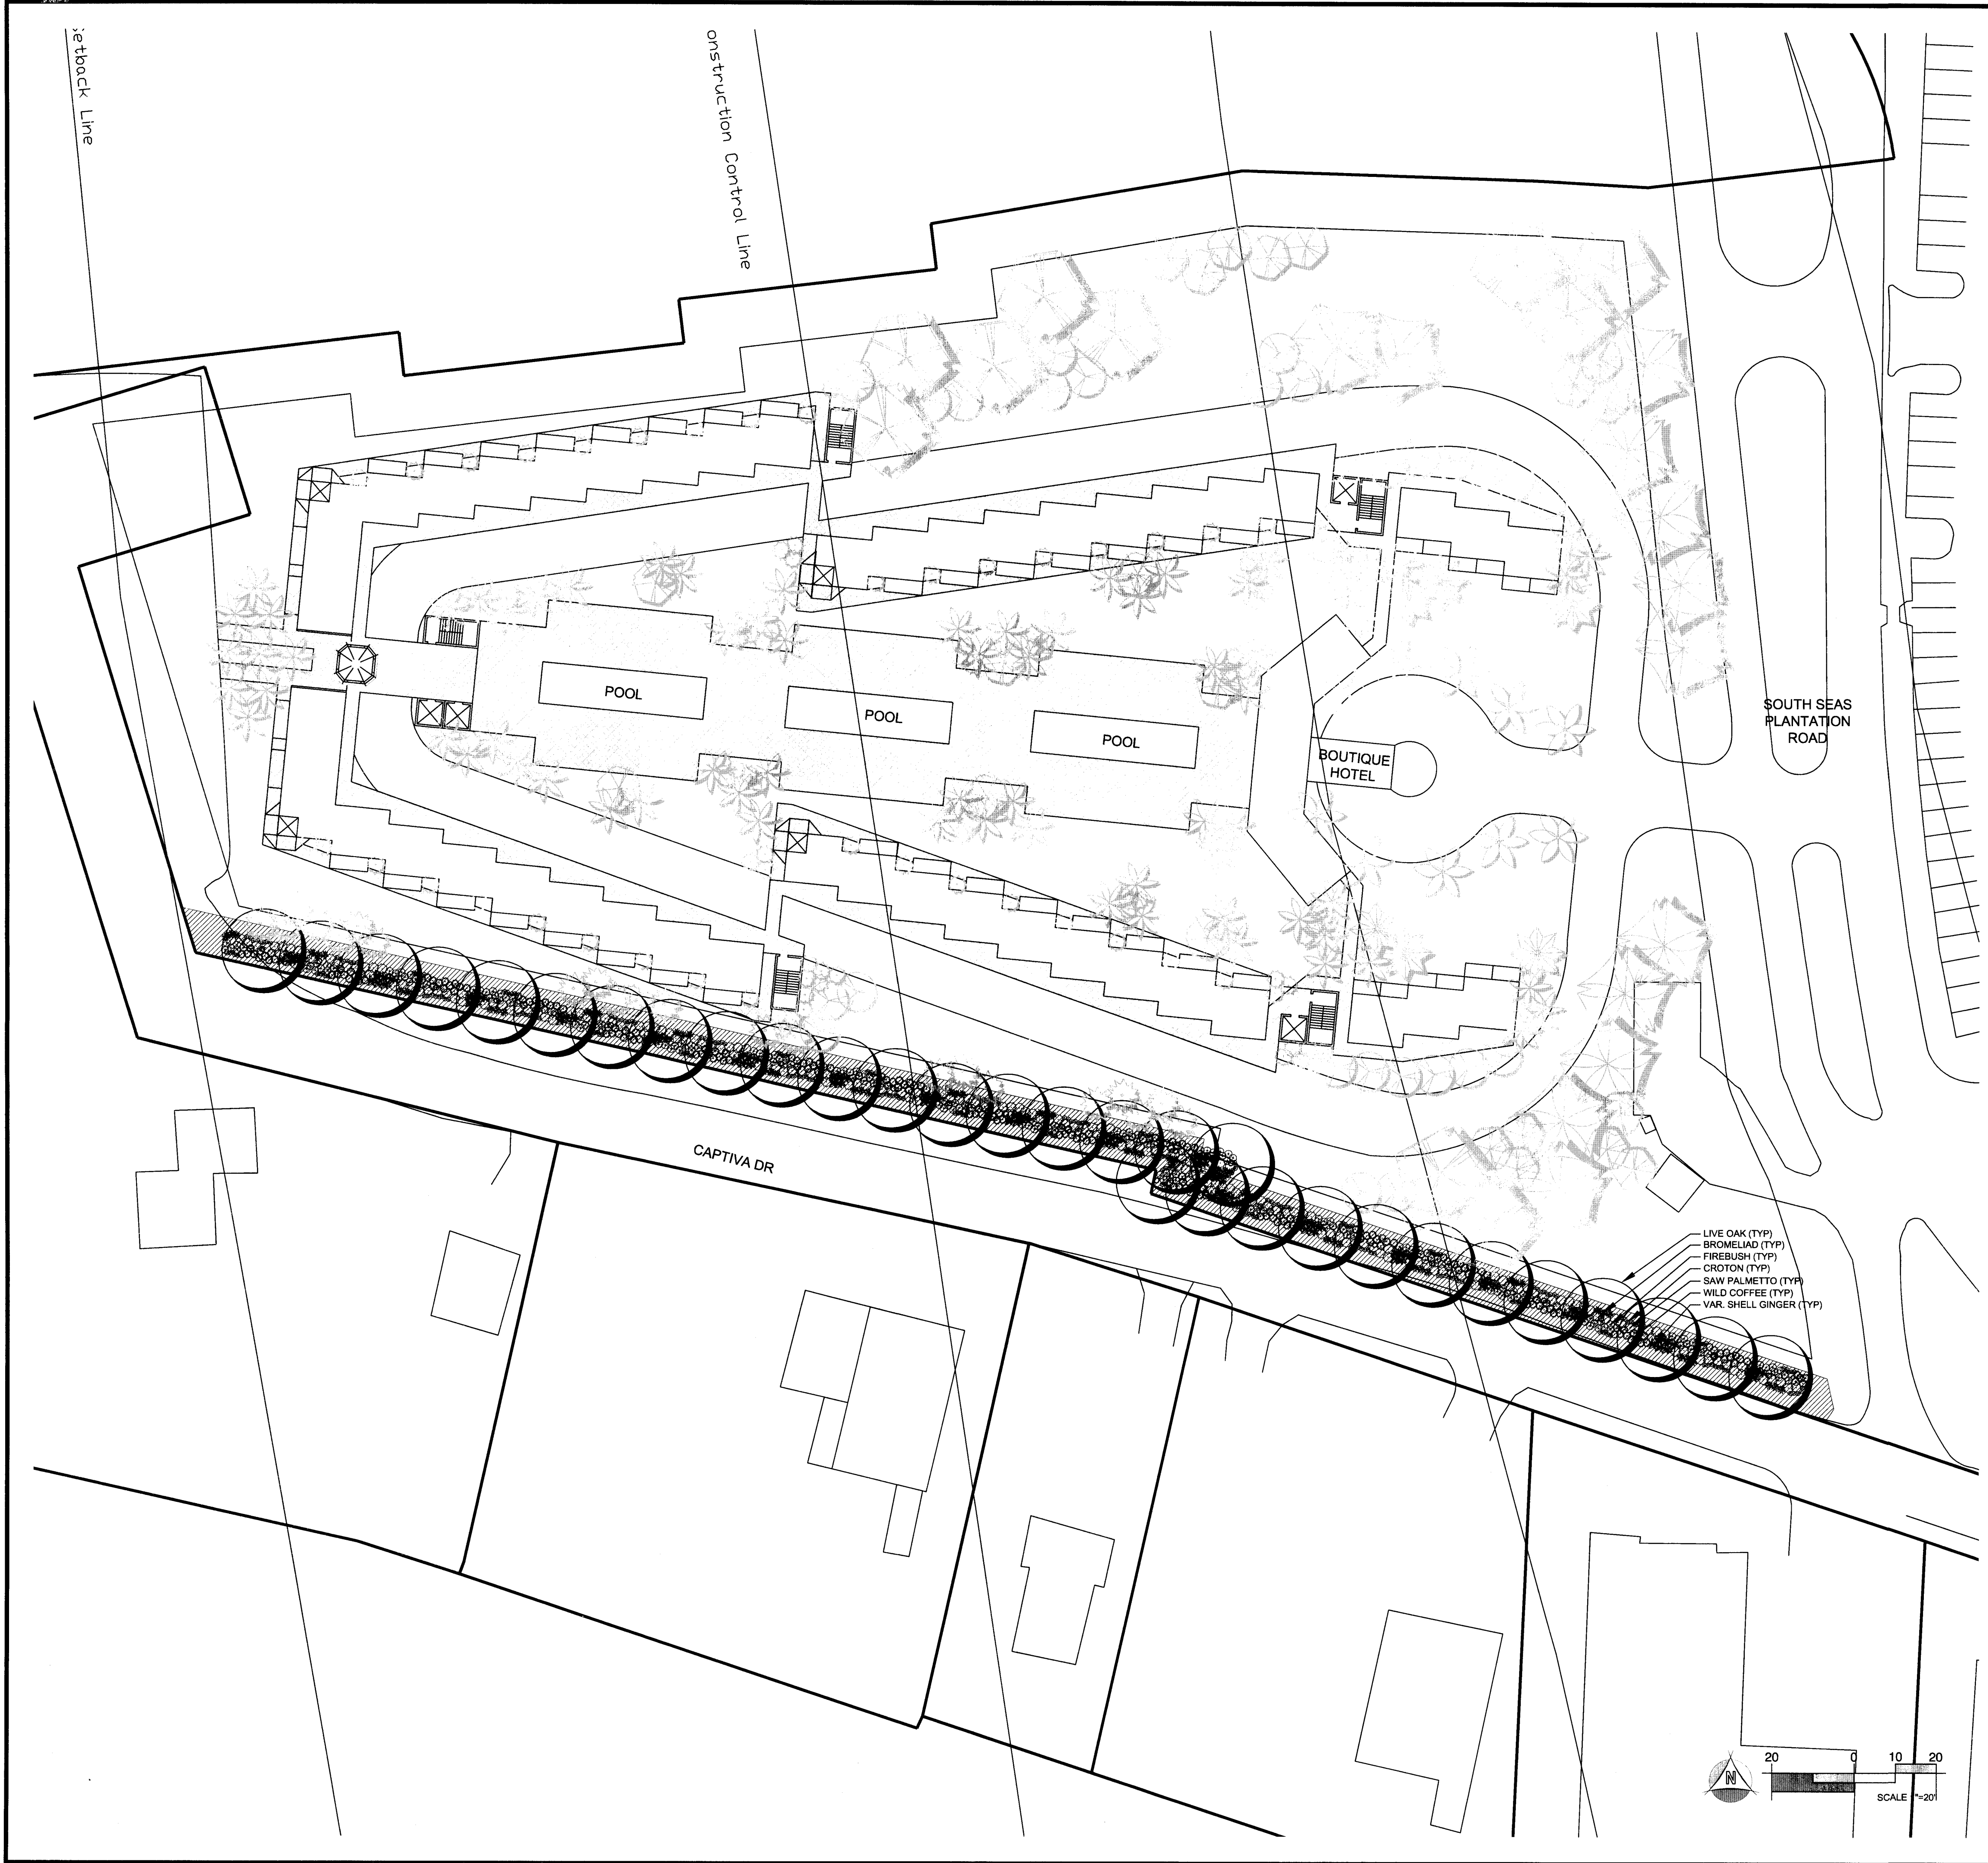 etback Line
onstruction Control Line
POOL
POOL
POOL
BOUTIQUE
HOTEL
SOUTH SEAS
PLANTATION
ROAD
CAPTIVA DR
LIVE OAK (TYP)
BROMELIAD (TYP)
FIREBUSH (TYP)
CROTON (TYP)
SAW PALMETTO (TYP)
WILD COFFEE (TYP)
VAR. SHELL GINGER (TYP)
N
20 0 10 20
SCALE "=20'